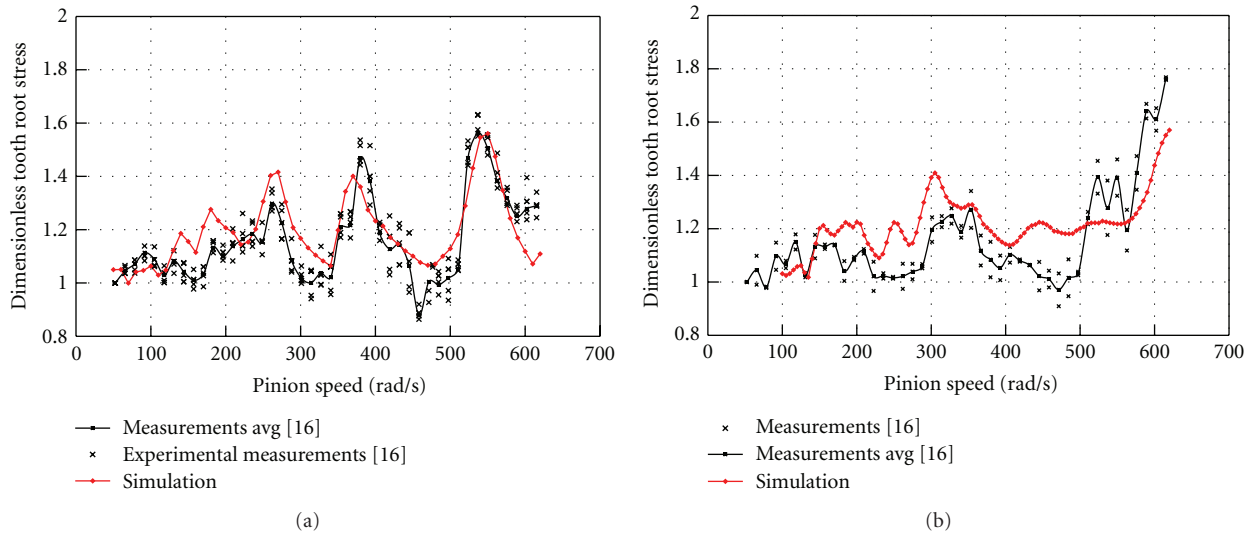 2
1.8
1.6
1.4
1.2
1
0.8
0 100 200 300 400 500 600 700
Dimensionless tooth root stress
Pinion speed (rad/s)
Measurements avg [16]
Experimental measurements [16]
Simulation
(a)
2
1.8
1.6
1.4
1.2
1
0.8
0 100 200 300 400 500 600 700
Dimensionless tooth root stress
Pinion speed (rad/s)
Measurements [16]
Measurements avg [16]
Simulation
(b)